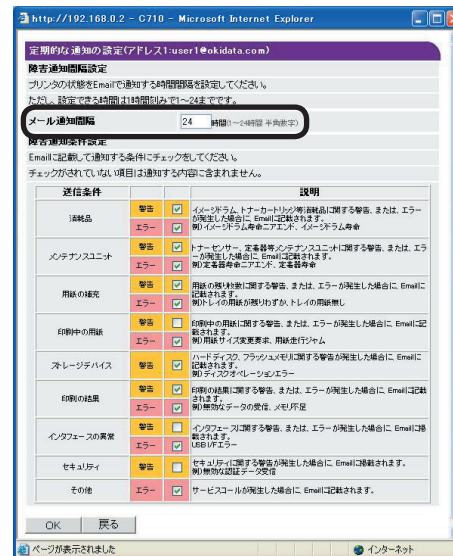 http://192.168.0.2 - C710 - Microsoft Internet Explorer
定期的な通知の設定(アドレス1:user1@okidata.com)
障害通知間隔設定
プリンタの状態をEmailで通知する時間間隔を設定してください。
ただし、設定できる時間は1時間刻みで1～24までです。
メール通知間隔 24 時間(1～24時間 半角数字)
障害通知条件設定
Emailに記載して通知する条件にチェックをしてください。
チェックがされていない項目は通知する内容に含まれません。
送信条件 説明
消耗品 警告 イメージドラム、トナーカートリッジ等消耗品に関する警告、または、エラー
が発生した場合に、Emailに記載されます。
エラー 例)イメージドラム寿命ニアエンド、イメージドラム寿命
メンテナンスユニット 警告 トナーセンサー、定着器等メンテナンスユニットに関する警告、または、エラ
ーが発生した場合に、Emailに記載されます。
エラー 例)定着器寿命ニアエンド、定着器寿命
用紙の補充 警告 用紙の残り枚数に関する警告、または、エラーが発生した場合に、Emailに
記載されます。
エラー 例)トレイの用紙が残りわずか、トレイの用紙無し
印刷中の用紙 警告 印刷中の用紙に関する警告、または、エラーが発生した場合に、Emailに記
載されます。
エラー 例)用紙サイズ変更要求、用紙走行ジャム
ストレージデバイス 警告 ハードディスク、フラッシュメモリに関する警告、または、エラーが発生した場合に、Emailに
記載されます。
エラー 例)ディスクオペレーションエラー
印刷の結果 警告 印刷の結果に関する警告、または、エラーが発生した場合に、Emailに記載
されます。
エラー 例)無効なデータの受信、メモリ不足
インタフェースの異常 警告 インタフェースに関する警告、または、エラーが発生した場合に、Emailに掲
載されます。
エラー USB I/Fエラー
セキュリティ 警告 セキュリティに関する警告が発生した場合に、Emailに掲載されます。
例)無効な認証データ受信
その他 エラー サービスコールが発生した場合に、Emailに記載されます。
OK 戻る
ページが表示されました インターネット